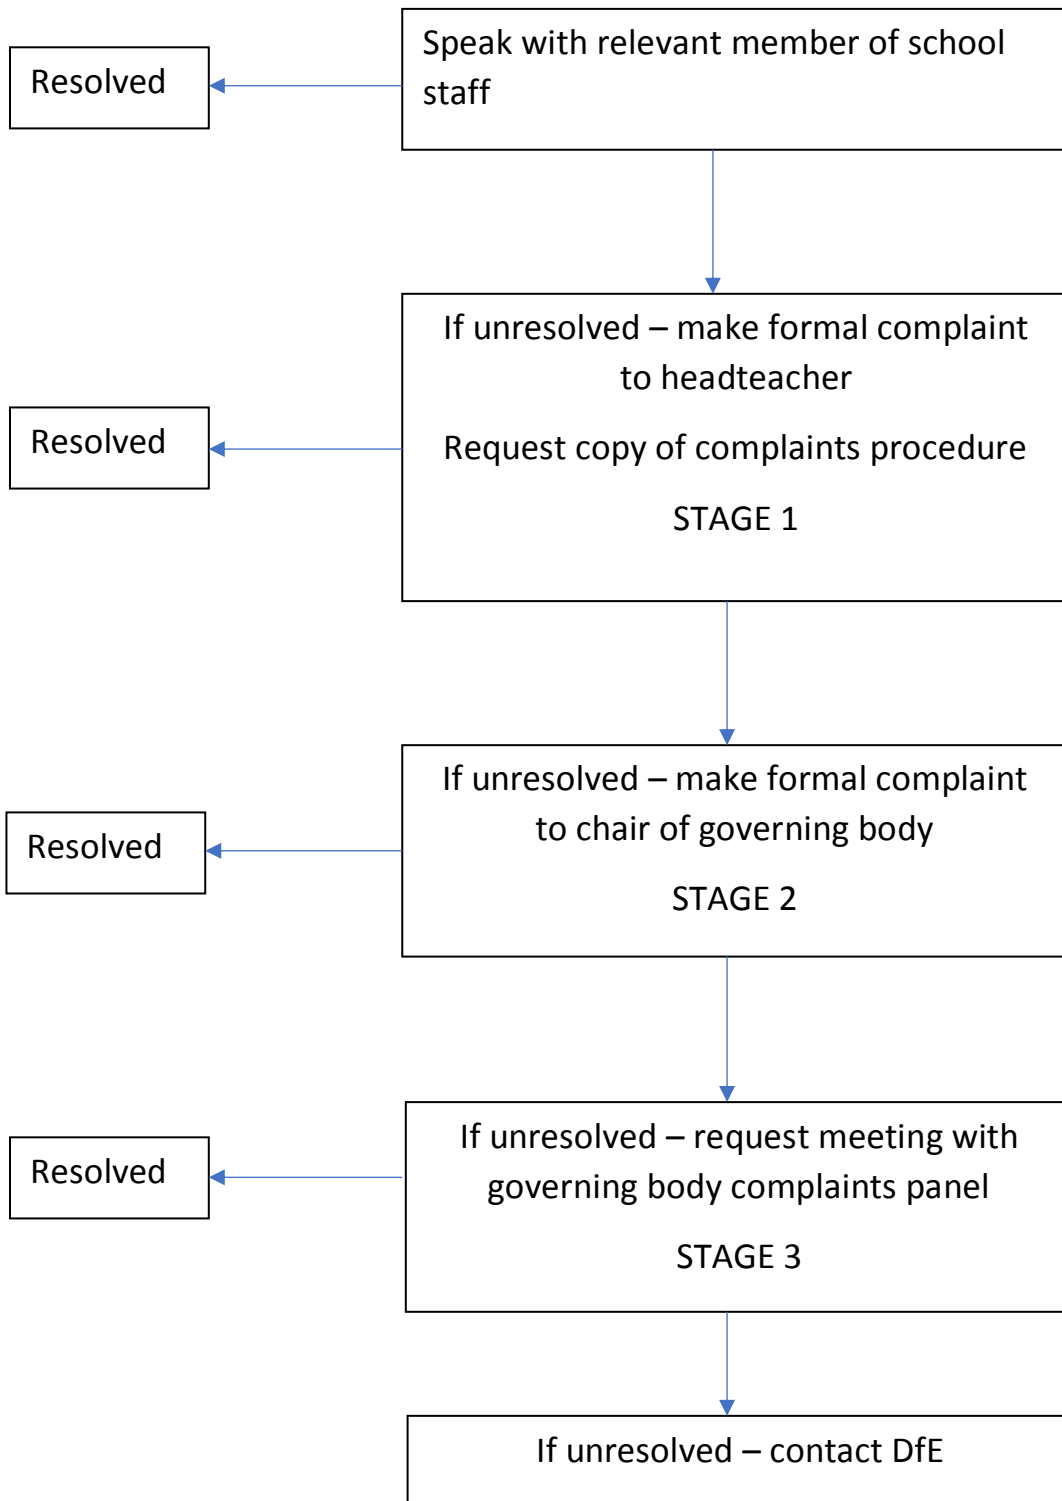 Speak with relevant member of school
staff
Resolved
If unresolved – make formal complaint
to headteacher
Request copy of complaints procedure
STAGE 1
Resolved
If unresolved – make formal complaint
to chair of governing body
STAGE 2
Resolved
If unresolved – request meeting with
governing body complaints panel
STAGE 3
Resolved
If unresolved – contact DfE